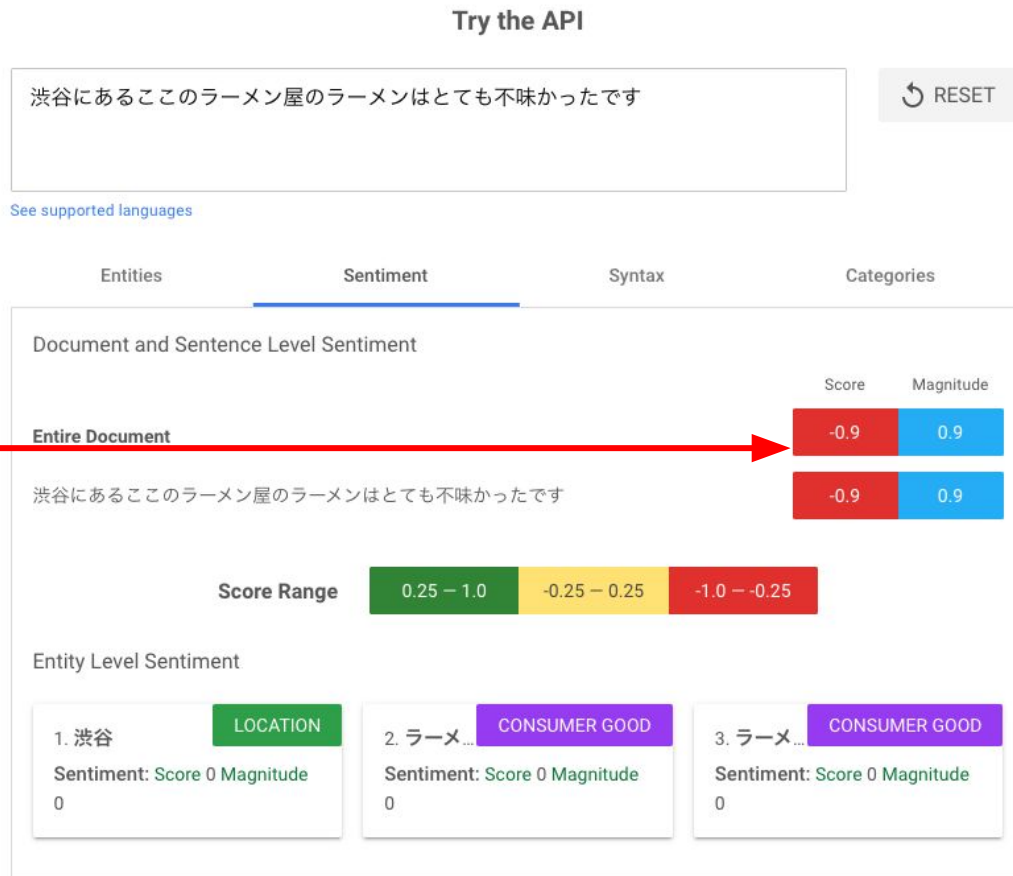 Try the API
渋谷にあるここのラーメン屋のラーメンはとても不味かったです
RESET
See supported languages
Entities
Sentiment
Syntax
Categories
Document and Sentence Level Sentiment
Score
Magnitude
Entire Document
-0.9
0.9
渋谷にあるここのラーメン屋のラーメンはとても不味かったです
-0.9
0.9
Score Range
0.25 — 1.0
-0.25 — 0.25
-1.0 — -0.25
Entity Level Sentiment
LOCATION
1. 渋谷
Sentiment: Score 0 Magnitude
0
CONSUMER GOOD
2. ラーメ...
Sentiment: Score 0 Magnitude
0
CONSUMER GOOD
3. ラーメ...
Sentiment: Score 0 Magnitude
0